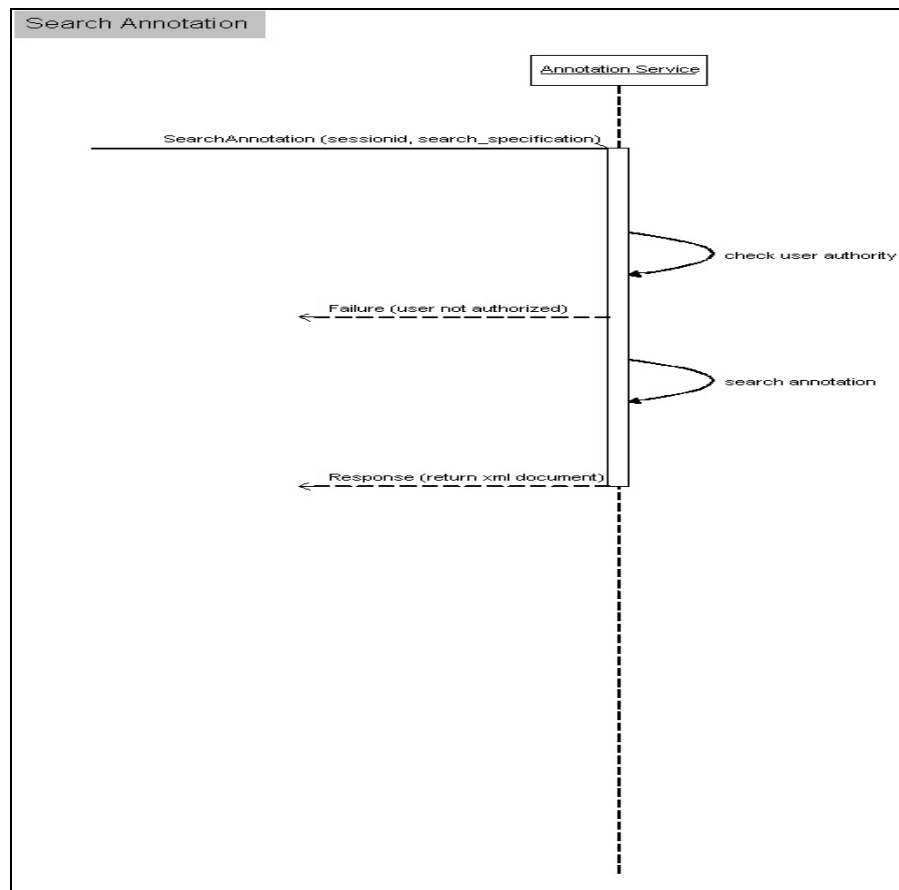 Search Annotation
Annotation Service
SearchAnnotation (sessionid, search_specification)
check user authority
Failure (user not authorized)
search annotation
Response (return xml document)